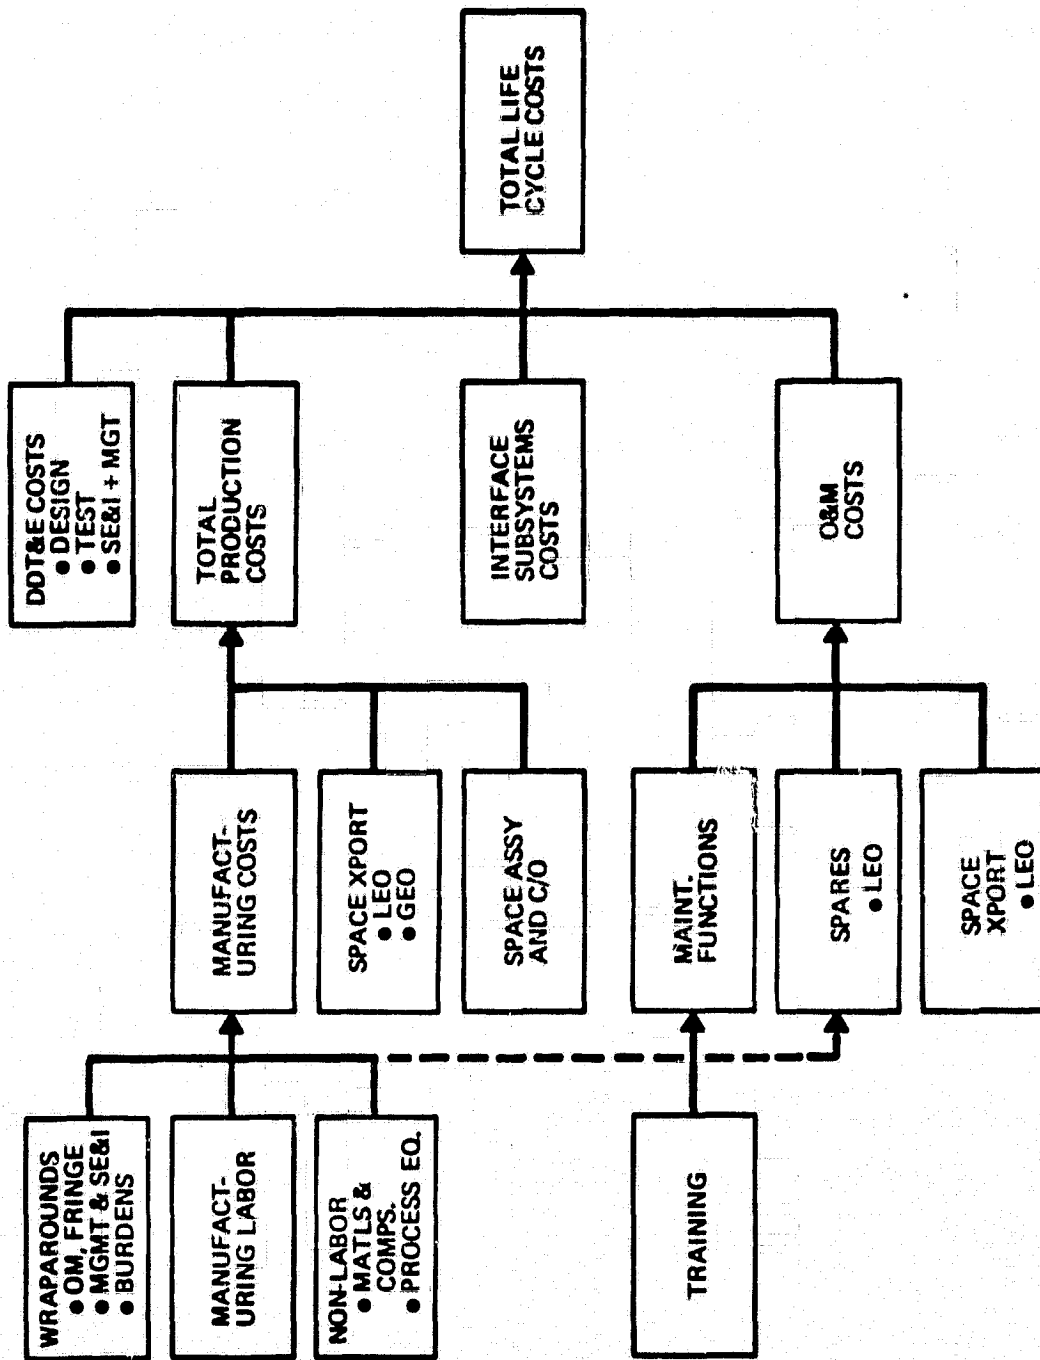 WRAPAROUNDS
● OM, FRINGE
● MGMT & SE&I
● BURDENS
MANUFACT-
URING LABOR
NON-LABOR
● MATLS &
COMPS.
● PROCESS EQ.
TRAINING
MANUFACT-
URING COSTS
SPACE XPORT
● LEO
● GEO
SPACE ASSY
AND C/O
MAINT.
FUNCTIONS
SPARES
● LEO
SPACE
XPORT
● LEO
DDT&E COSTS
● DESIGN
● TEST
● SE&I + MGT
TOTAL
PRODUCTION
COSTS
INTERFACE
SUBSYSTEMS
COSTS
O&M
COSTS
TOTAL LIFE
CYCLE COSTS